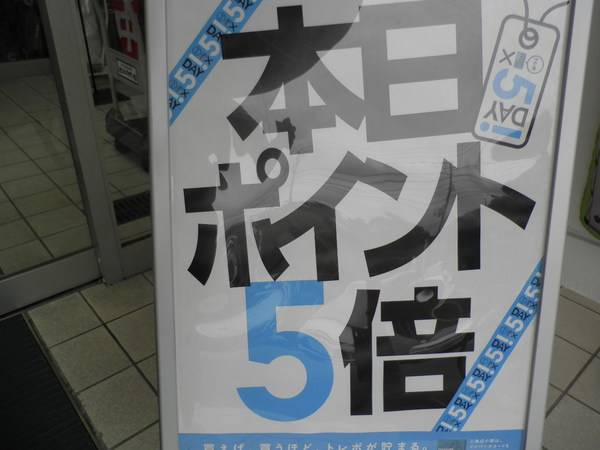 本日
ポイント
5倍
×5
DAY!
買えば、買うほど、トレポが貯まる。